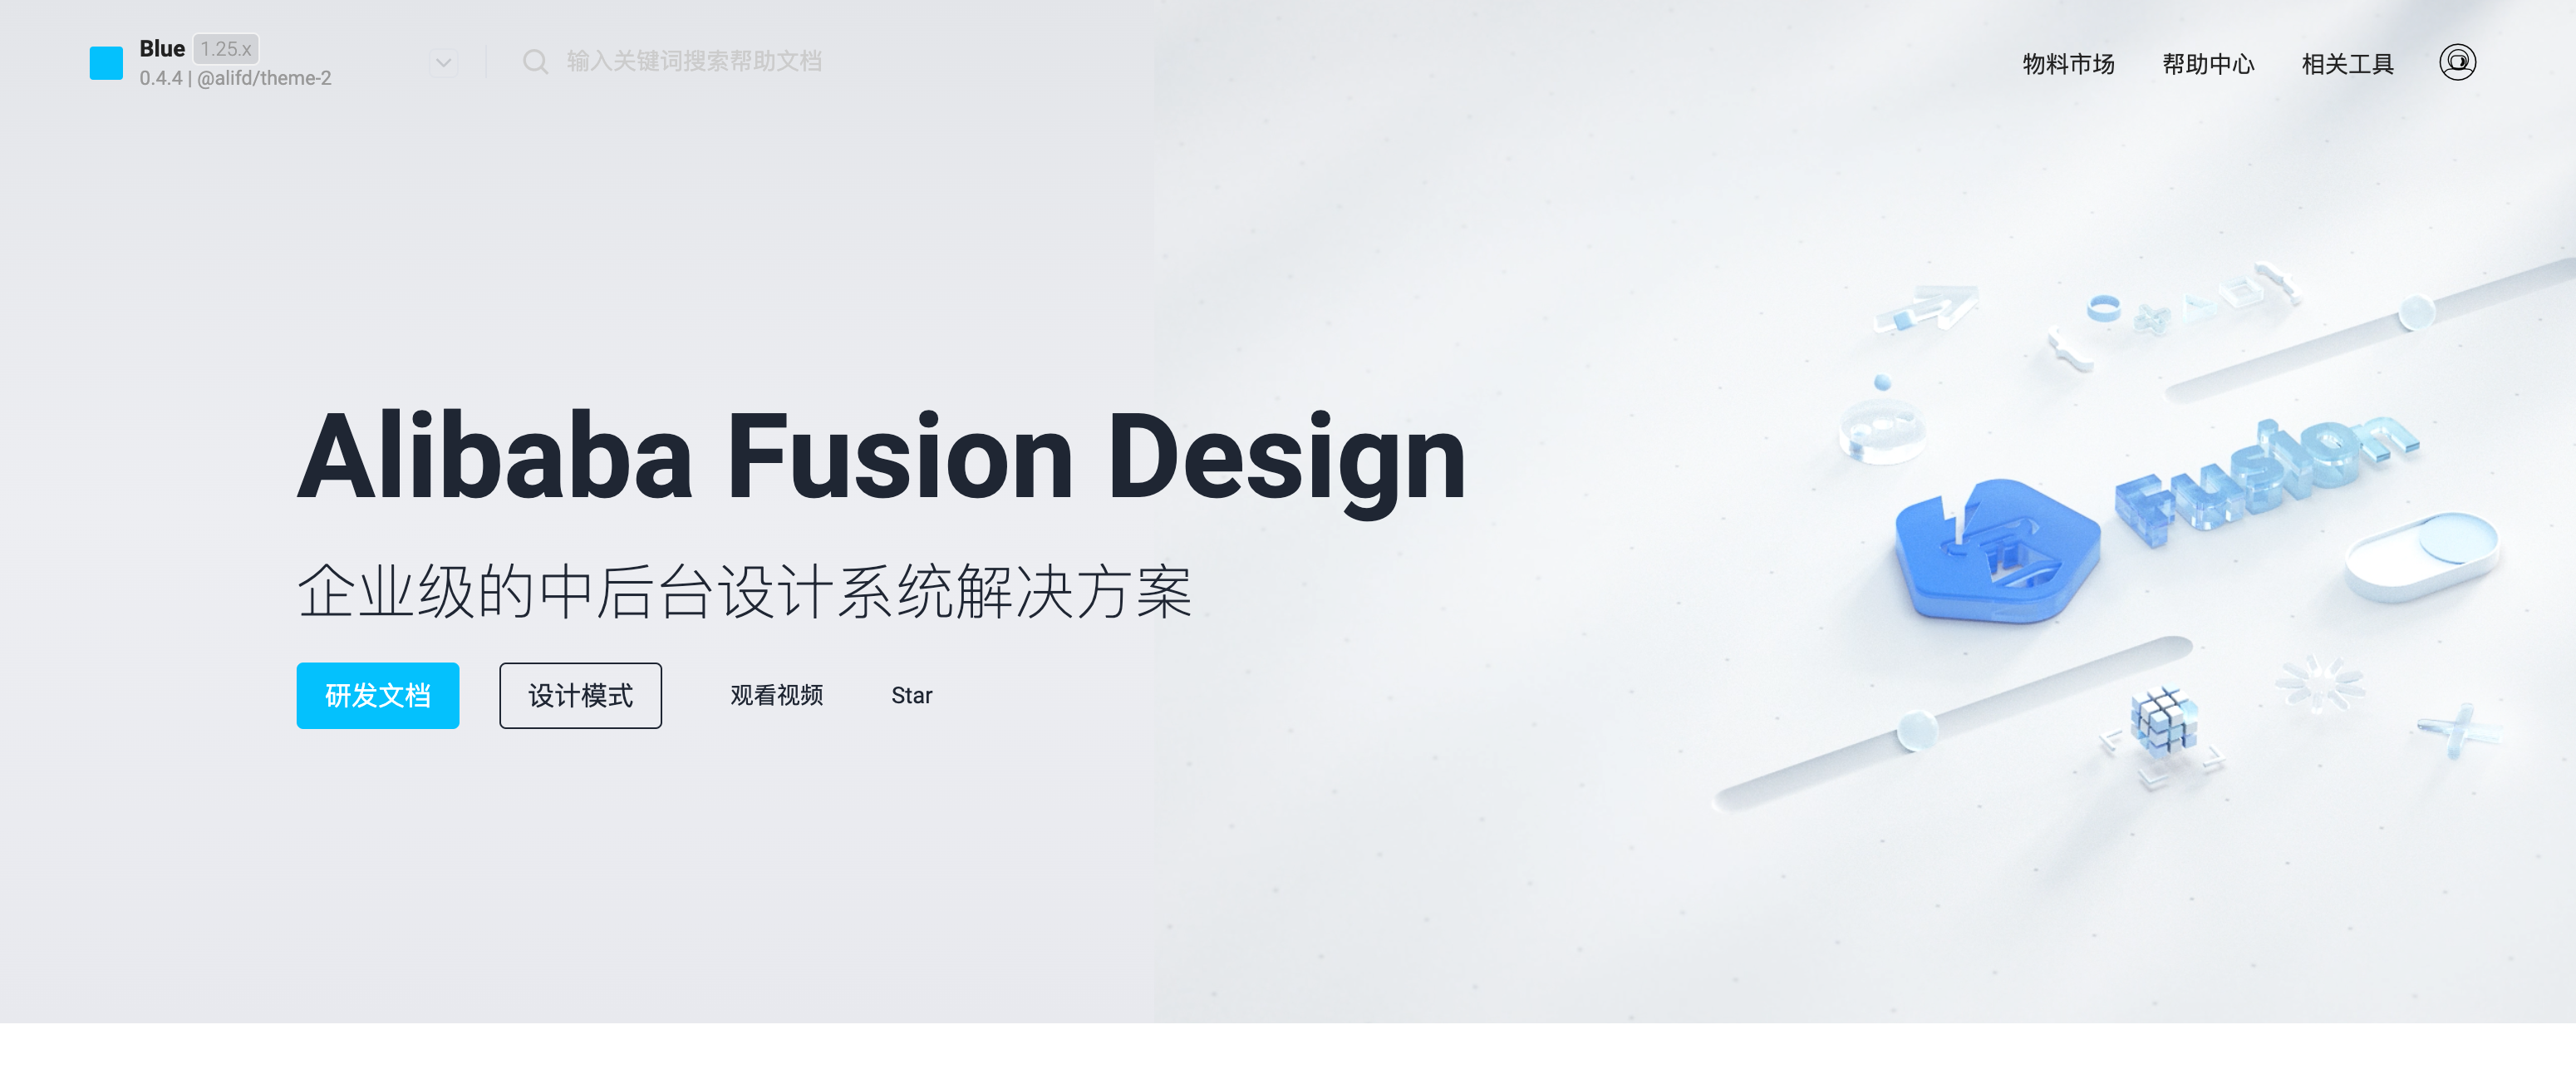 Blue 1.25.x
0.4.4 | @alifd/theme-2
输入关键词搜索帮助文档
物料市场 帮助中心 相关工具
Alibaba Fusion Design
企业级的中后台设计系统解决方案
研发文档 设计模式 观看视频 Star
Fusion